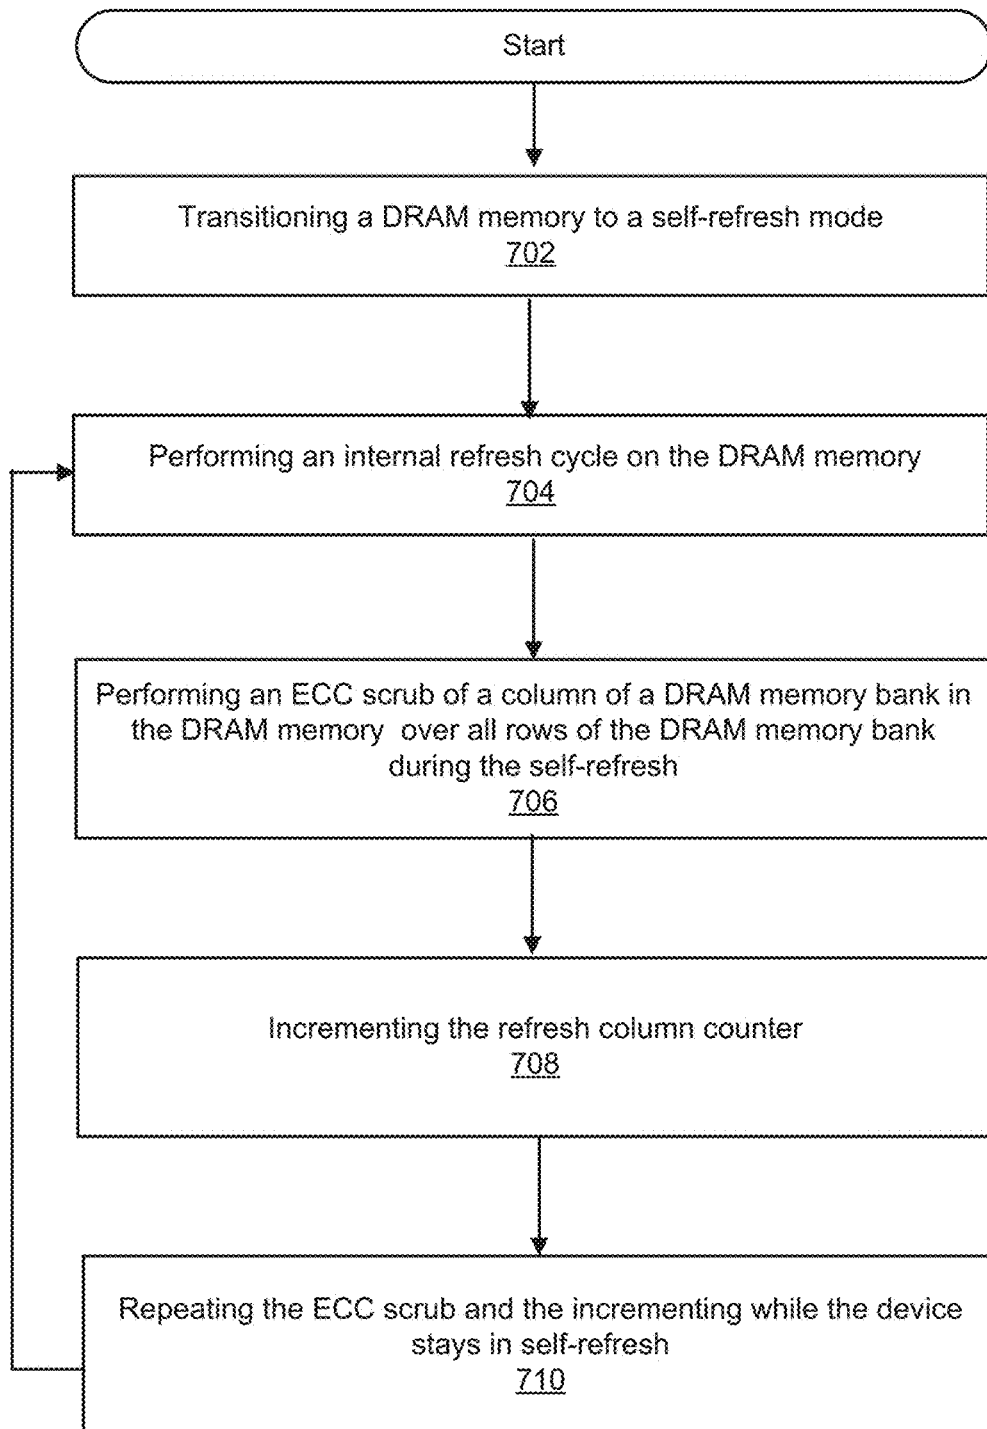 Start
Transitioning a DRAM memory to a self-refresh mode
702
Performing an internal refresh cycle on the DRAM memory
704
Performing an ECC scrub of a column of a DRAM memory bank in
the DRAM memory over all rows of the DRAM memory bank
during the self-refresh
706
Incrementing the refresh column counter
708
Repeating the ECC scrub and the incrementing while the device
stays in self-refresh
710